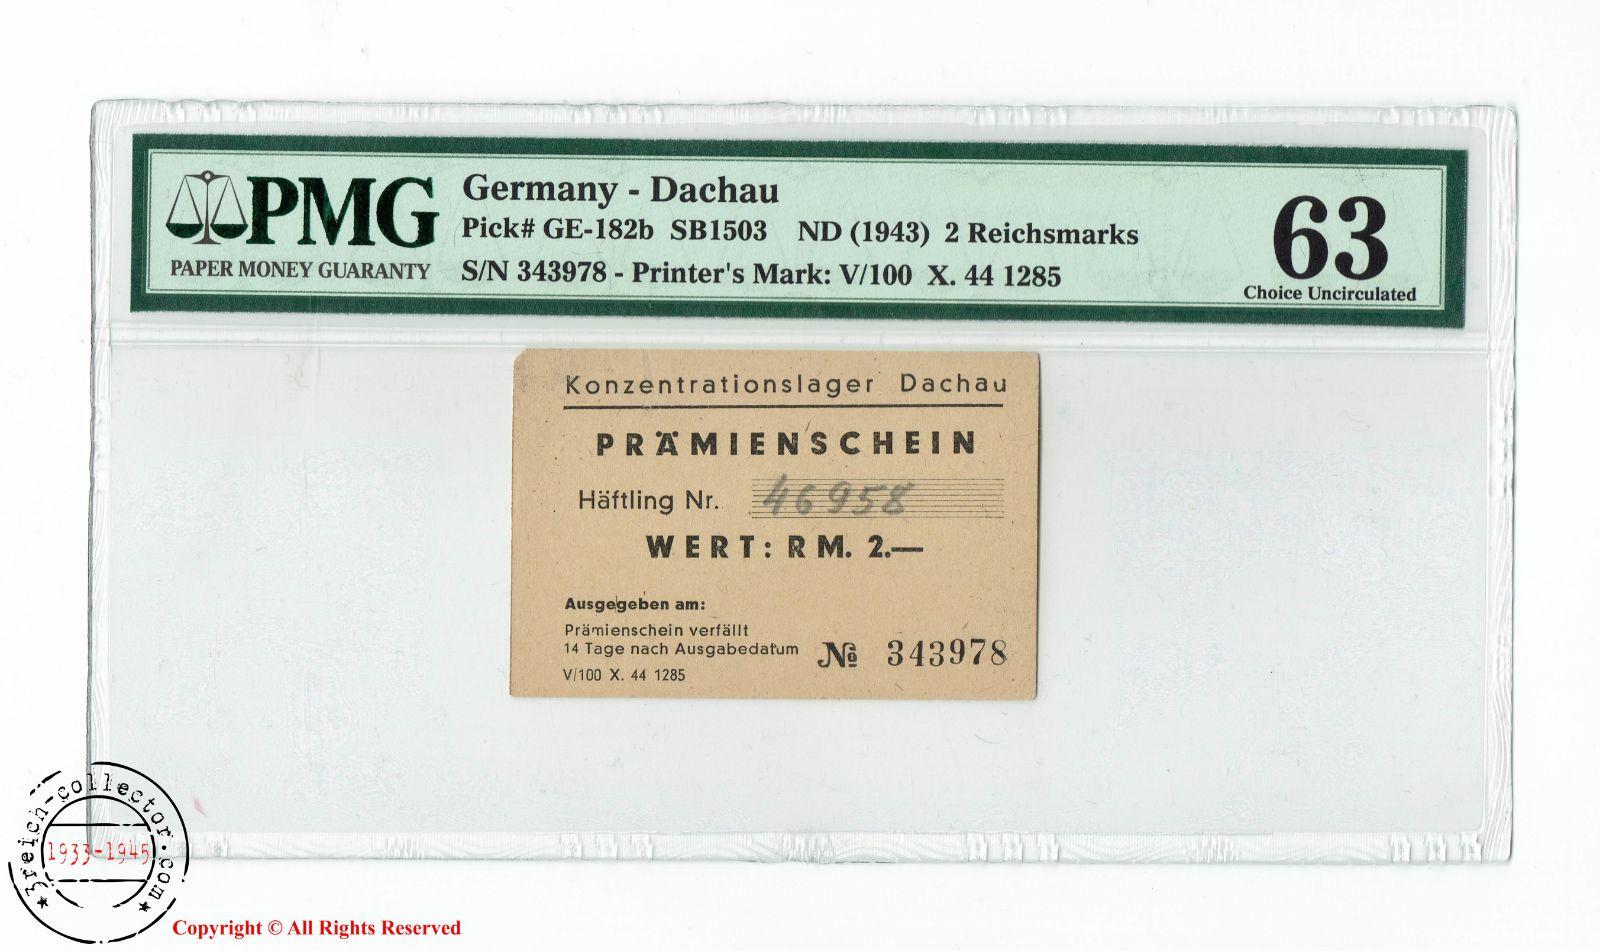 PMG
PAPER MONEY GUARANTY
Germany - Dachau
Pick# GE-182b SB1503 ND (1943) 2 Reichsmarks
S/N 343978 - Printer's Mark: V/100 X. 44 1285
63
Choice Uncirculated
Konzentrationslager Dachau
PRÄMIENSCHEIN
Häftling Nr. 46958
WERT: RM. 2.—
Ausgegeben am:
Prämienschein verfällt
14 Tage nach Ausgabedatum
№ 343978
V/100 X. 44 1285
3reich-collector.com
1933-1945
Copyright © All Rights Reserved